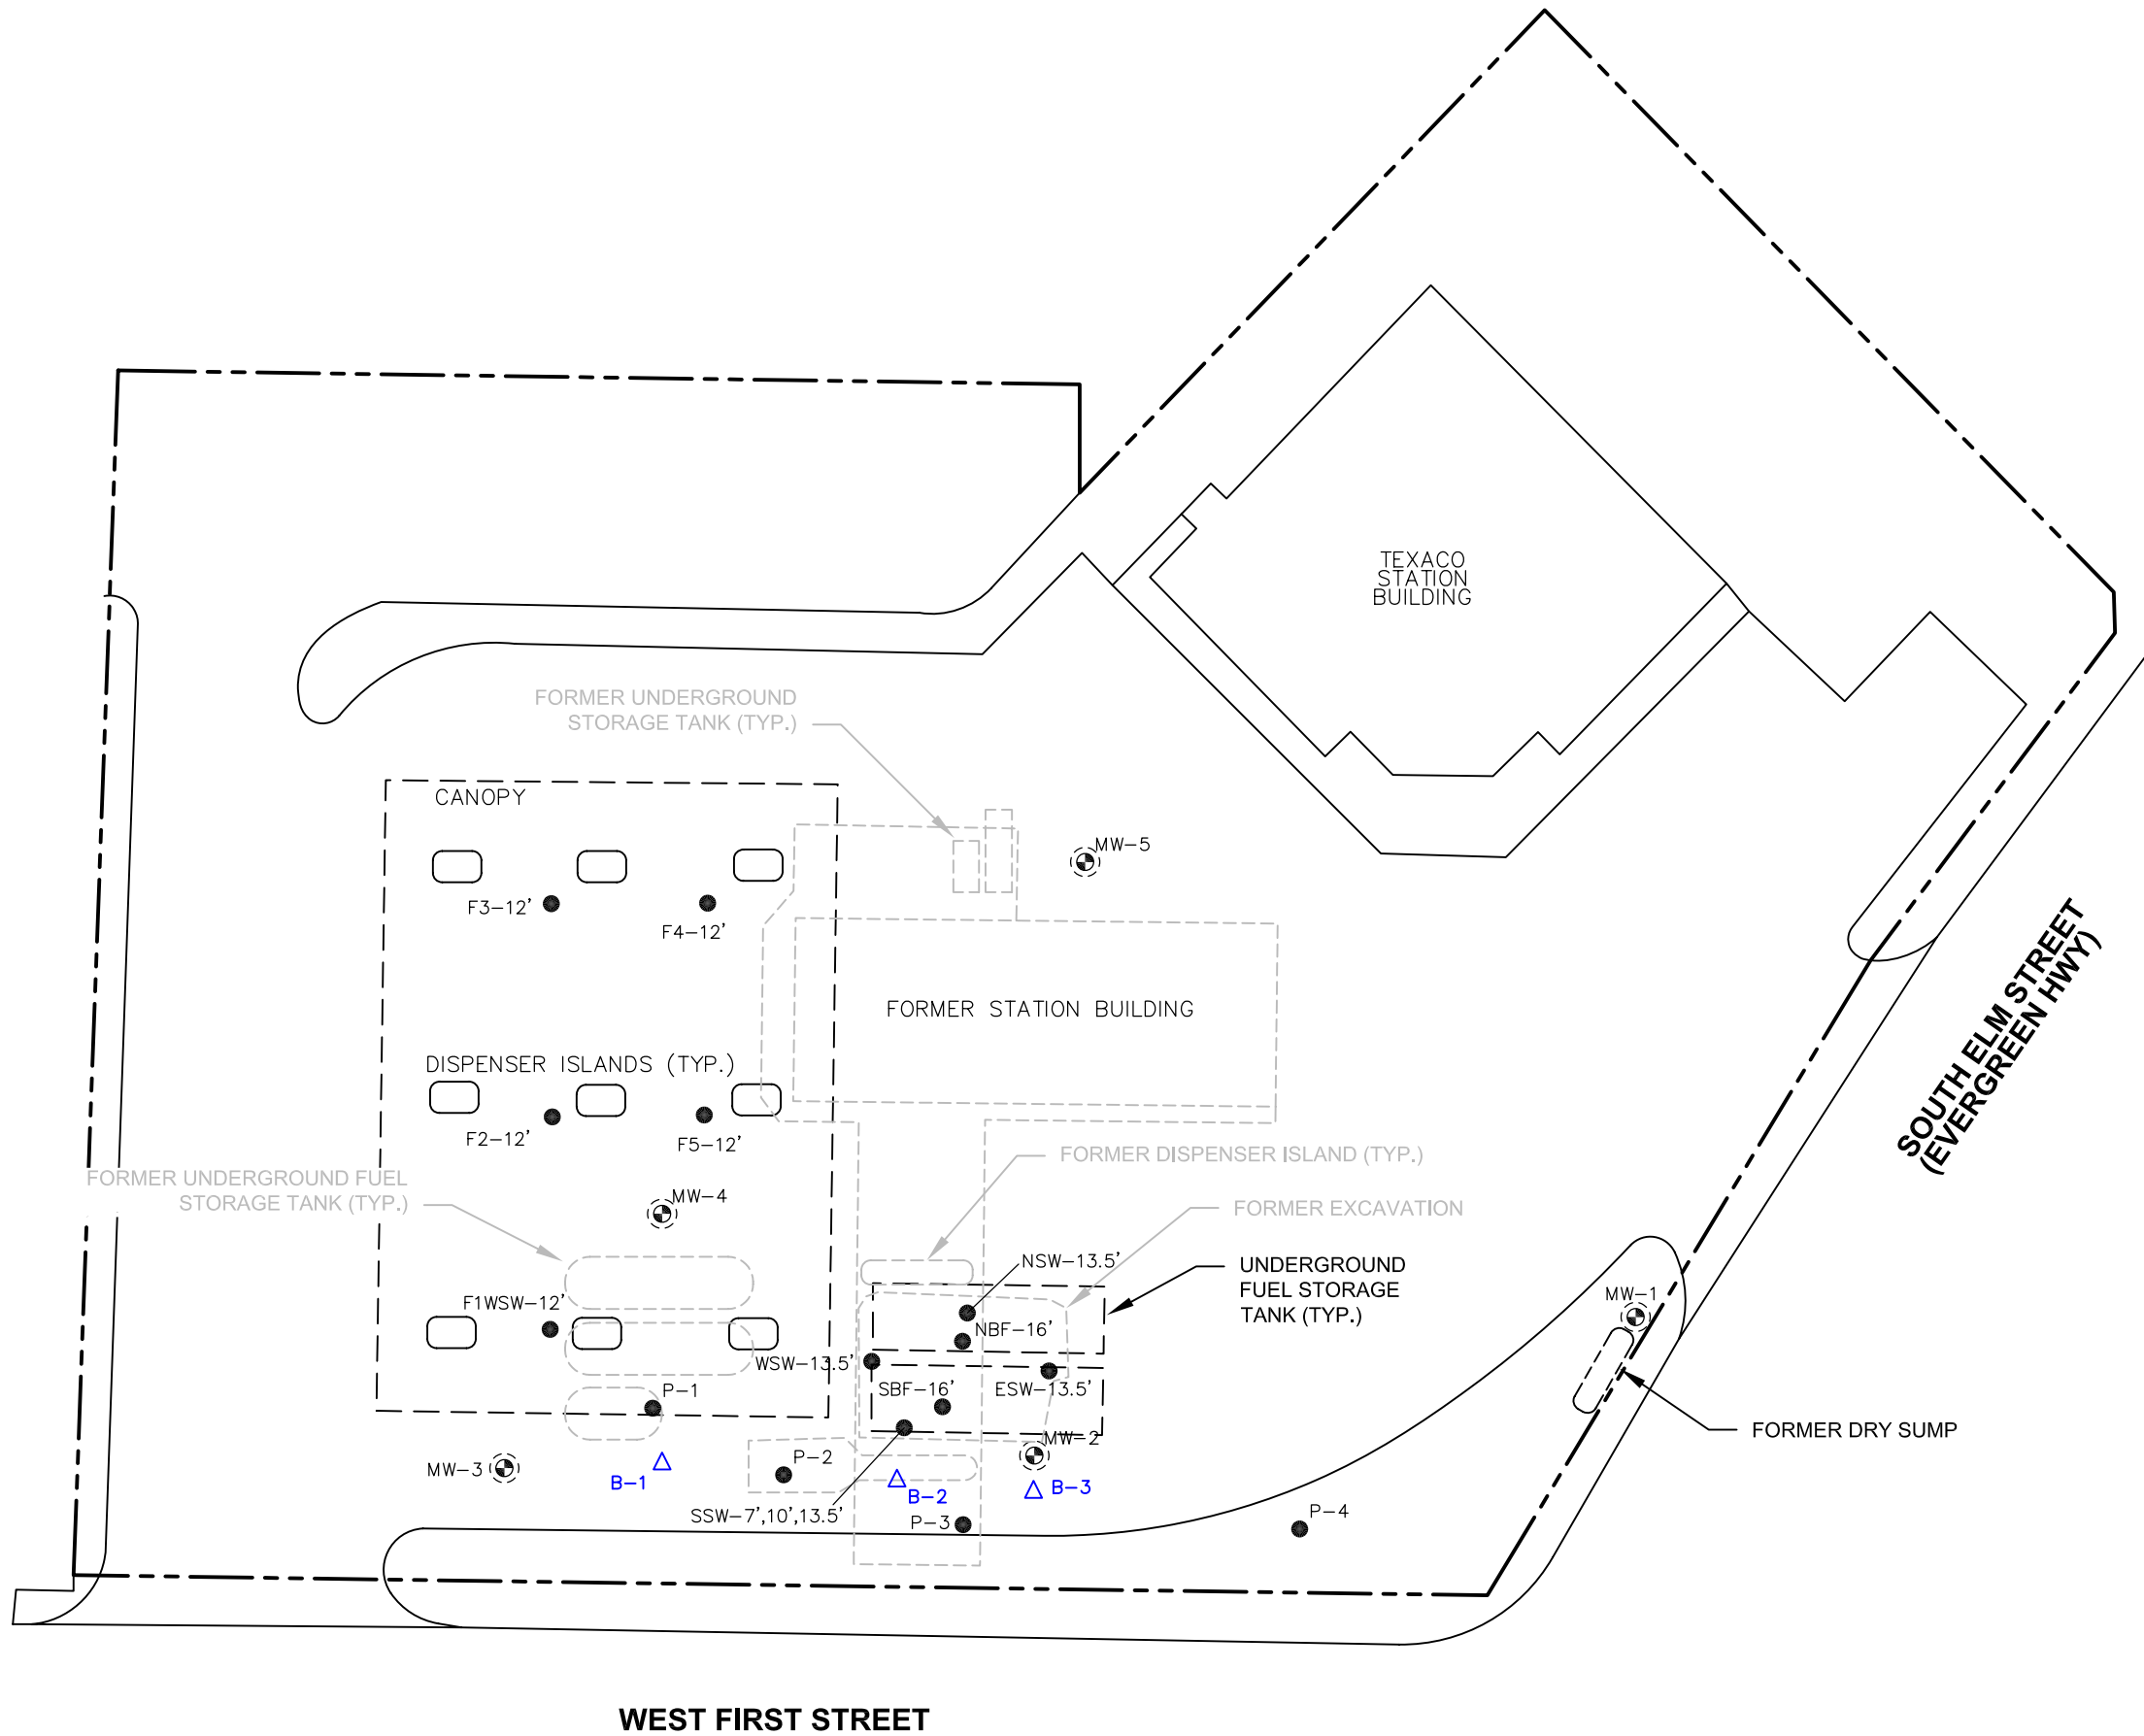 TEXACO
STATION
BUILDING
FORMER UNDERGROUND
STORAGE TANK (TYP.)
CANOPY
MW-5
F3-12'
F4-12'
SOUTH ELM STREET
(EVERGREEN HWY)
FORMER STATION BUILDING
DISPENSER ISLANDS (TYP.)
F2-12'
F5-12'
FORMER DISPENSER ISLAND (TYP.)
FORMER UNDERGROUND FUEL
STORAGE TANK (TYP.)
MW-4
FORMER EXCAVATION
NSW-13.5'
UNDERGROUND
FUEL STORAGE
TANK (TYP.)
F1WSW-12'
MW-1
NBF-16'
WSW-13.5'
SBF-16'
ESW-13.5'
P-1
FORMER DRY SUMP
MW-2
P-2
MW-3
B-1
B-2
B-3
SSW-7',10',13.5'
P-3
P-4
WEST FIRST STREET